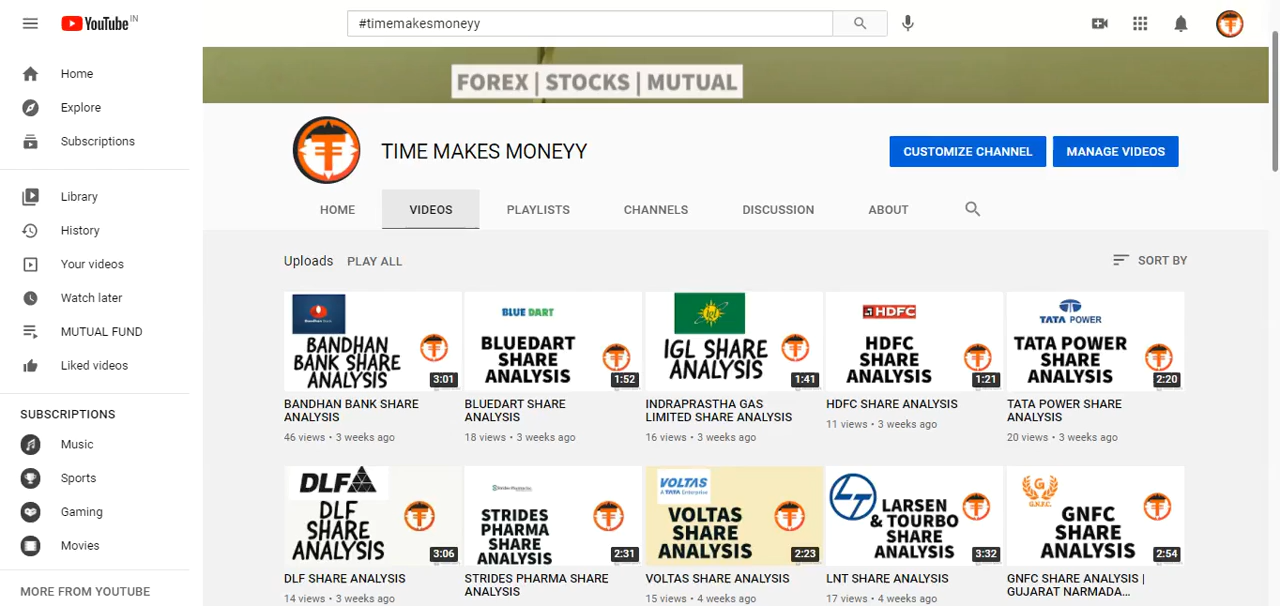 YouTube IN
#timemakesmoneyy
Home
Explore
Subscriptions
Library
History
Your videos
Watch later
MUTUAL FUND
Liked videos
SUBSCRIPTIONS
Music
Sports
Gaming
Movies
MORE FROM YOUTUBE
FOREX | STOCKS | MUTUAL
TIME MAKES MONEYY
CUSTOMIZE CHANNEL
MANAGE VIDEOS
HOME VIDEOS PLAYLISTS CHANNELS DISCUSSION ABOUT
Uploads PLAY ALL
SORT BY
BANDHAN
BANK SHARE
ANALYSIS
3:01
BANDHAN BANK SHARE
ANALYSIS
46 views • 3 weeks ago
BLUE DART
BLUEDART
SHARE
ANALYSIS
1:52
BLUEDART SHARE
ANALYSIS
18 views • 3 weeks ago
IGL SHARE
ANALYSIS
1:41
INDRAPRASTHA GAS
LIMITED SHARE ANALYSIS
16 views • 3 weeks ago
HDFC
HDFC
SHARE
ANALYSIS
1:21
HDFC SHARE ANALYSIS
11 views • 3 weeks ago
TATA POWER
TATA POWER
SHARE
ANALYSIS
2:20
TATA POWER SHARE
ANALYSIS
20 views • 3 weeks ago
DLF
DLF
SHARE
ANALYSIS
3:06
DLF SHARE ANALYSIS
14 views • 3 weeks ago
STRIDES
PHARMA
SHARE
ANALYSIS
2:31
STRIDES PHARMA SHARE
ANALYSIS
VOLTAS
A TATA Enterprise
VOLTAS
SHARE
ANALYSIS
2:23
VOLTAS SHARE ANALYSIS
15 views • 4 weeks ago
LARSEN
& TOURBO
SHARE
ANALYSIS
3:32
LNT SHARE ANALYSIS
17 views • 4 weeks ago
G.N.F.C.
GNFC
SHARE
ANALYSIS
2:54
GNFC SHARE ANALYSIS |
GUJARAT NARMADA...